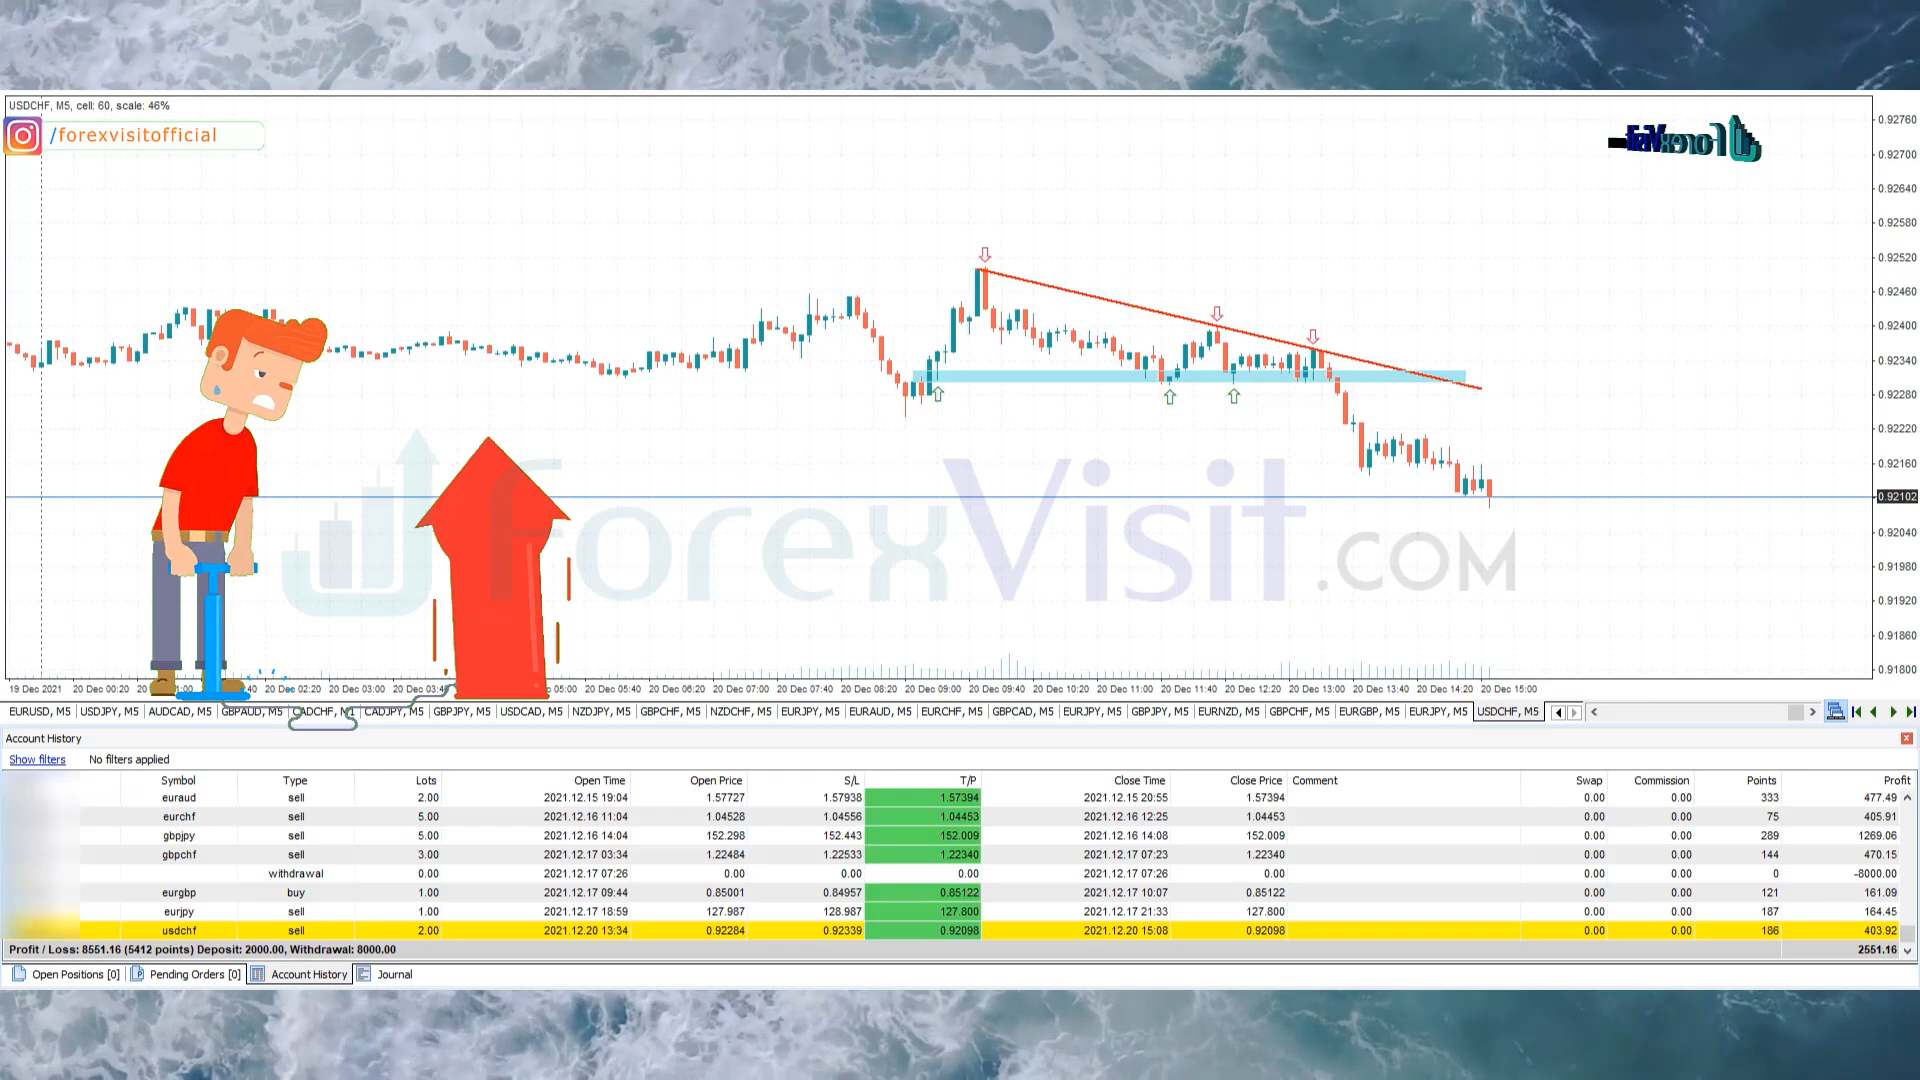 USDCHF, M5, cell: 60, scale: 46%
/forexvisitofficial
ForexVisit
0.92760
0.92700
0.92640
0.92580
0.92520
0.92460
0.92400
0.92340
0.92280
0.92220
0.92160
0.92102
0.92040
0.91980
0.91920
0.91860
0.91800
forexVisit.COM
19 Dec 2021 20 Dec 00:20 1:00 :40 20 Dec 02:20 20 Dec 03:00 20 Dec 03:40 05:00 20 Dec 05:40 20 Dec 06:20 20 Dec 07:00 20 Dec 07:40 20 Dec 08:20 20 Dec 09:00 20 Dec 09:40 20 Dec 10:20 20 Dec 11:00 20 Dec 11:40 20 Dec 12:20 20 Dec 13:00 20 Dec 13:40 20 Dec 14:20 20 Dec 15:00
EURUSD, M5 USDJPY, M5 AUDCAD, M5 GBPAUD, M5 CADCHF, M1 CADJPY, M5 GBPJPY, M5 USDCAD, M5 NZDJPY, M5 GBPCHF, M5 NZDCHF, M5 EURJPY, M5 EURAUD, M5 EURCHF, M5 GBPCAD, M5 EURJPY, M5 GBPJPY, M5 EURNZD, M5 GBPCHF, M5 EURGBP, M5 EURJPY, M5 USDCHF, M5
Account History
Show filters No filters applied
Symbol Type Lots Open Time Open Price S/L T/P Close Time Close Price Comment Swap Commission Points Profit
euraud sell 2.00 2021.12.15 19:04 1.57727 1.57938 1.57394 2021.12.15 20:55 1.57394 0.00 0.00 333 477.49
eurchf sell 5.00 2021.12.16 11:04 1.04528 1.04556 1.04453 2021.12.16 12:25 1.04453 0.00 0.00 75 405.91
gbpjpy sell 5.00 2021.12.16 14:04 152.298 152.443 152.009 2021.12.16 14:08 152.009 0.00 0.00 289 1269.06
gbpchf sell 3.00 2021.12.17 03:34 1.22484 1.22533 1.22340 2021.12.17 07:23 1.22340 0.00 0.00 144 470.15
withdrawal 0.00 2021.12.17 07:26 0.00 0.00 0.00 2021.12.17 07:26 0.00 0.00 0.00 0 -8000.00
eurgbp buy 1.00 2021.12.17 09:44 0.85001 0.84957 0.85122 2021.12.17 10:07 0.85122 0.00 0.00 121 161.09
eurjpy sell 1.00 2021.12.17 18:59 127.987 128.987 127.800 2021.12.17 21:33 127.800 0.00 0.00 187 164.45
usdchf sell 2.00 2021.12.20 13:34 0.92284 0.92339 0.92098 2021.12.20 15:08 0.92098 0.00 0.00 186 403.92
Profit / Loss: 8551.16 (5412 points) Deposit: 2000.00, Withdrawal: 8000.00 2551.16
Open Positions [0] Pending Orders [0] Account History Journal